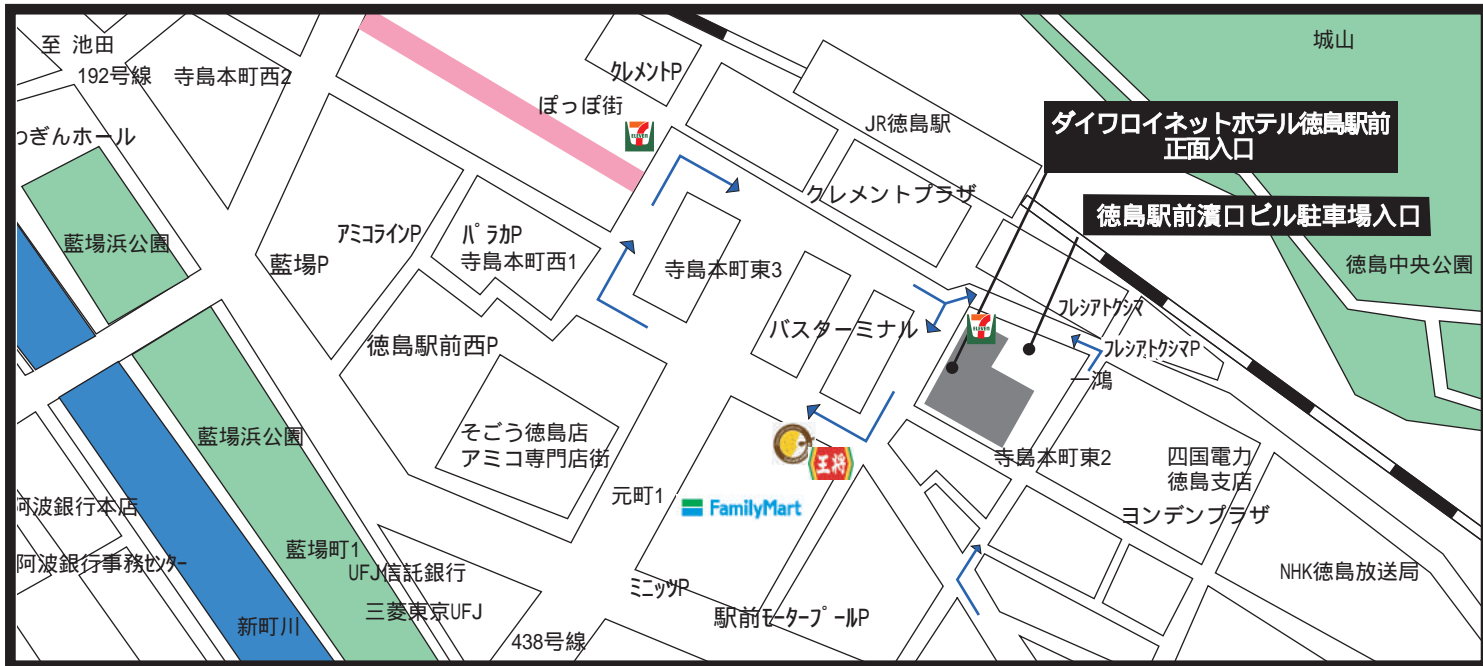 至 池田
192号線
寺島本町西2
クレメントP
ぽっぽ街
城山
JR徳島駅
ダイワロイネットホテル徳島駅前
正面入口
わぎんホール
クレメントプラザ
徳島駅前濱口ビル駐車場入口
藍場浜公園
アミコラインP
パラカP
寺島本町西1
藍場P
寺島本町東3
徳島中央公園
フレシアトクシマ
バスターミナル
ELEVEN
フレシアトクシマP
徳島駅前西P
一鴻
藍場浜公園
そごう徳島店
アミコ専門店街
王将
寺島本町東2
四国電力
徳島支店
元町1
FamilyMart
ヨンデンプラザ
阿波銀行本店
藍場町1
阿波銀行事務センター
UFJ信託銀行
NHK徳島放送局
ミニッツP
三菱東京UFJ
駅前モータープールP
新町川
438号線